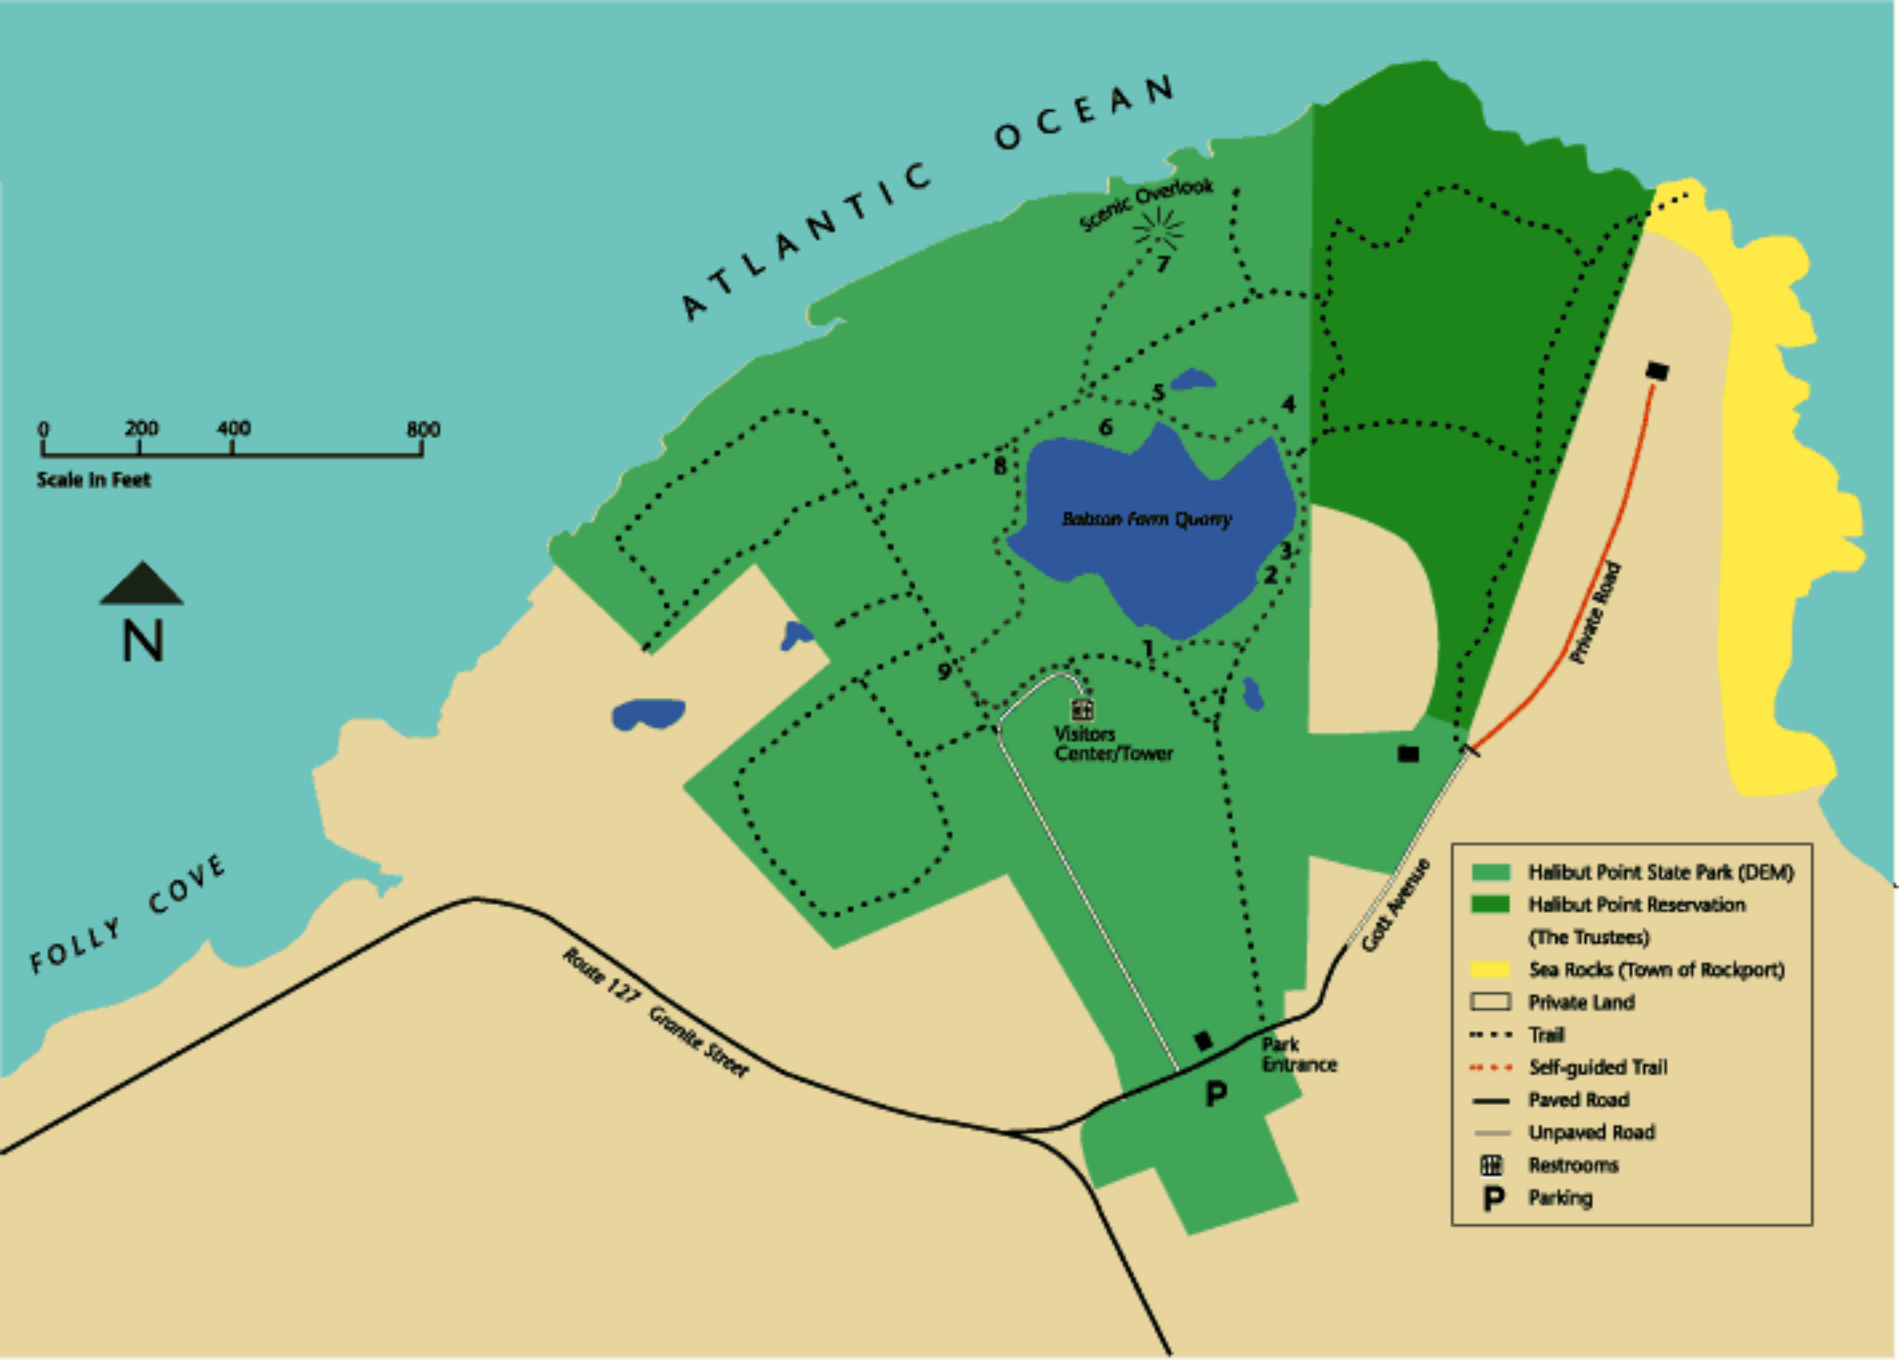 ATLANTIC OCEAN
Scenic Overlook
7
0 200 400 800
Scale In Feet
5
4
6
8
Babson Farm Quarry
3
2
1
9
N
Visitors
Center/Tower
Private Road
FOLLY COVE
Gott Avenue
Route 127 Granite Street
Park
Entrance
P
Halibut Point State Park (DEM)
Halibut Point Reservation
(The Trustees)
Sea Rocks (Town of Rockport)
Private Land
Trail
Self-guided Trail
Paved Road
Unpaved Road
Restrooms
P Parking